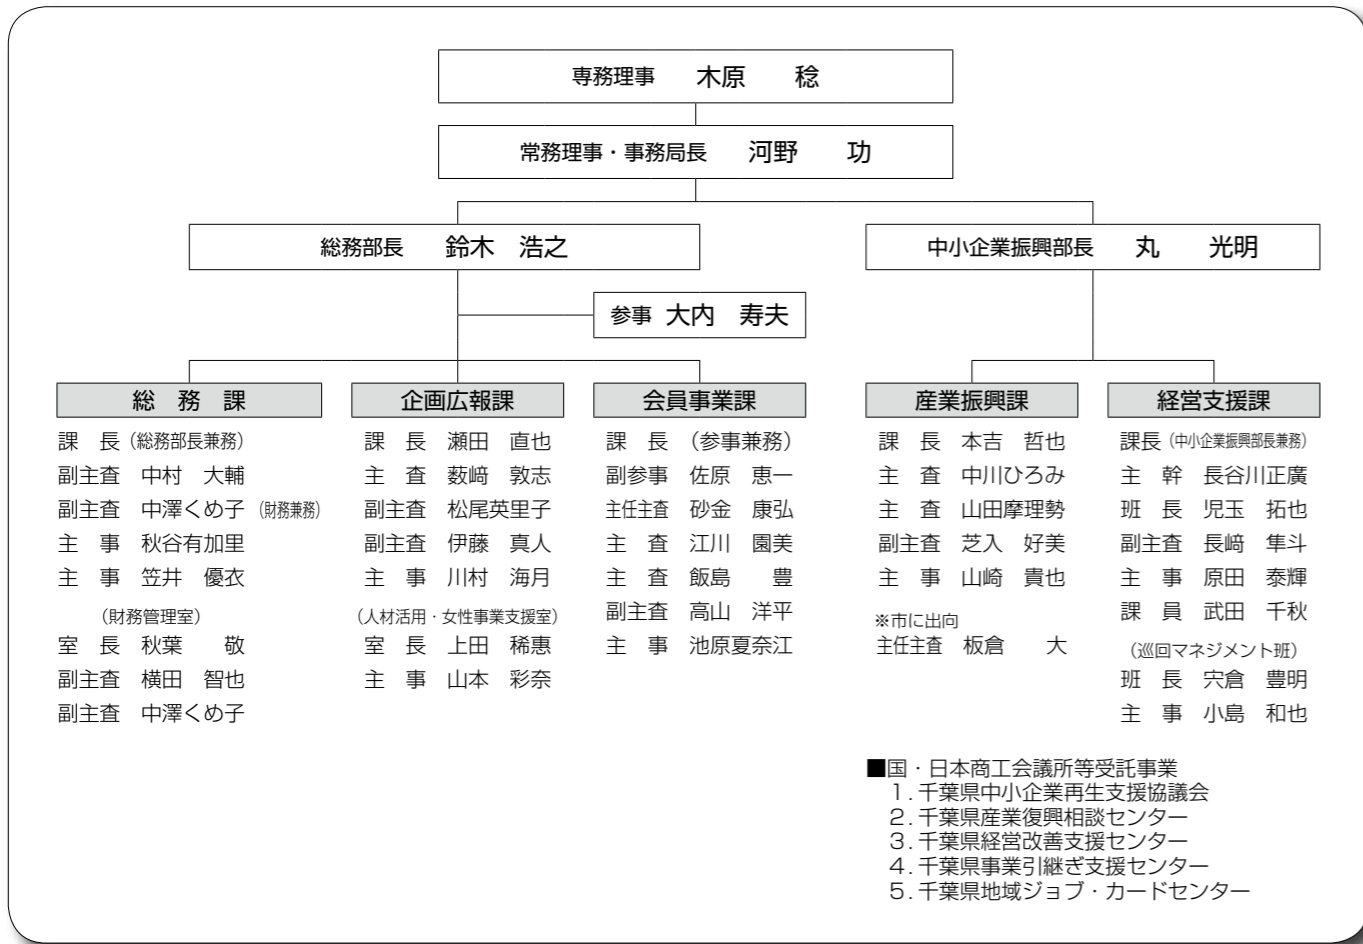 専務理事 木原 稔
常務理事・事務局長 河野 功
総務部長 鈴木 浩之
中小企業振興部長 丸 光明
参事 大内 寿夫
総務課
課長(総務部長兼務)
副主査 中村 大輔
副主査 中澤くめ子(財務兼務)
主事 秋谷有加里
主事 笠井 優衣
(財務管理室)
室長 秋葉 敬
副主査 横田 智也
副主査 中澤くめ子
企画広報課
課長 瀬田 直也
主査 薮﨑 敦志
副主査 松尾英里子
副主査 伊藤 真人
主事 川村 海月
(人材活用・女性事業支援室)
室長 上田 稀惠
主事 山本 彩奈
会員事業課
課長 (参事兼務)
副参事 佐原 恵一
主任主査 砂金 康弘
主査 江川 園美
主査 飯島 豊
副主査 高山 洋平
主事 池原夏奈江
産業振興課
課長 本吉 哲也
主査 中川ひろみ
主査 山田摩理勢
副主査 芝入 好美
主事 山崎 貴也
※市に出向
主任主査 板倉 大
経営支援課
課長(中小企業振興部長兼務)
主幹 長谷川正廣
班長 児玉 拓也
副主査 長﨑 隼斗
主事 原田 泰輝
課員 武田 千秋
(巡回マネジメント班)
班長 宍倉 豊明
主事 小島 和也
■国・日本商工会議所等受託事業
1.千葉県中小企業再生支援協議会
2.千葉県産業復興相談センター
3.千葉県経営改善支援センター
4.千葉県事業引継ぎ支援センター
5.千葉県地域ジョブ・カードセンター